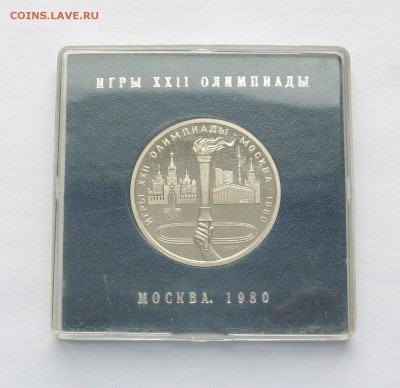 COINS.LAVE.RU
ИГРЫ XXII ОЛИМПИАДЫ
ИГРЫ XXII ОЛИМПИАДЫ · МОСКВА · 1980
МОСКВА. 1980